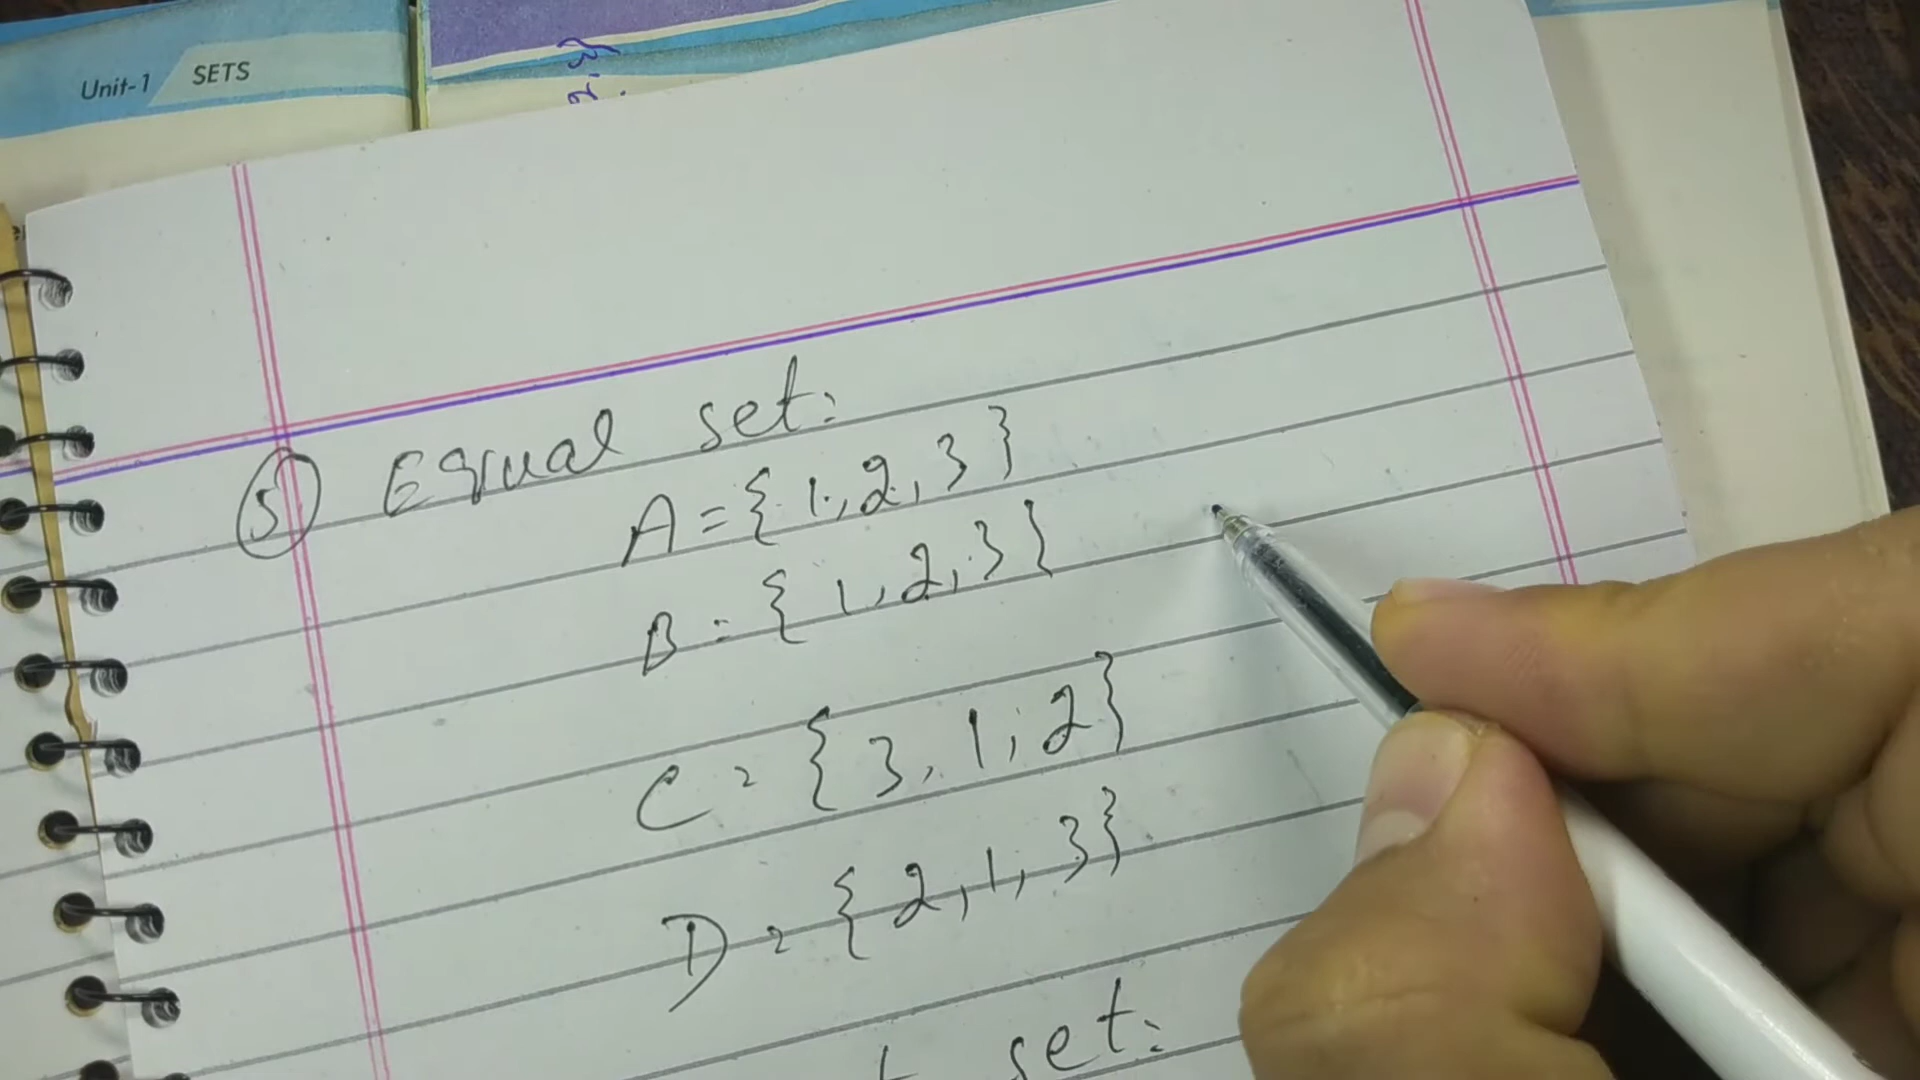 Unit-1 SETS
5 Equal set:
A = { 1, 2, 3 }
B = { 1, 2, 3 }
C = { 3, 1, 2 }
D = { 2, 1, 3 }
set: